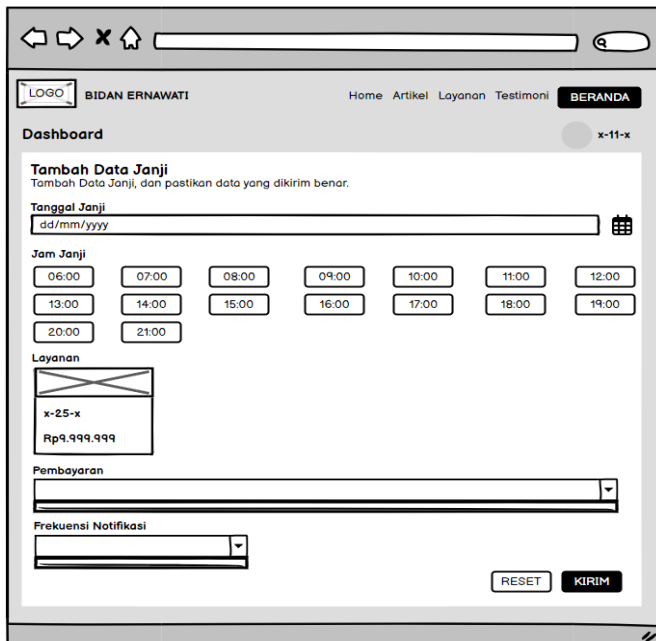 LOGO BIDAN ERNAWATI Home Artikel Layanan Testimoni BERANDA
Dashboard x-11-x
Tambah Data Janji
Tambah Data Janji, dan pastikan data yang dikirim benar.
Tanggal Janji
dd/mm/yyyy
Jam Janji
06:00 07:00 08:00 09:00 10:00 11:00 12:00
13:00 14:00 15:00 16:00 17:00 18:00 19:00
20:00 21:00
Layanan
x-25-x
Rp9.999.999
Pembayaran
Frekuensi Notifikasi
RESET KIRIM